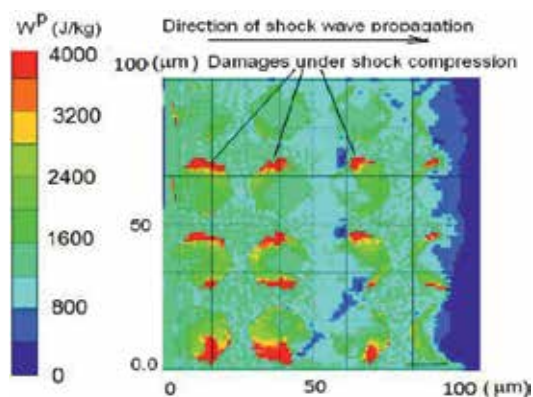 W^P (J/kg)
4000
3200
2400
1600
800
0
Direction of shock wave propagation
100 (μm) Damages under shock compression
50
0.0
0 50 100 (μm)